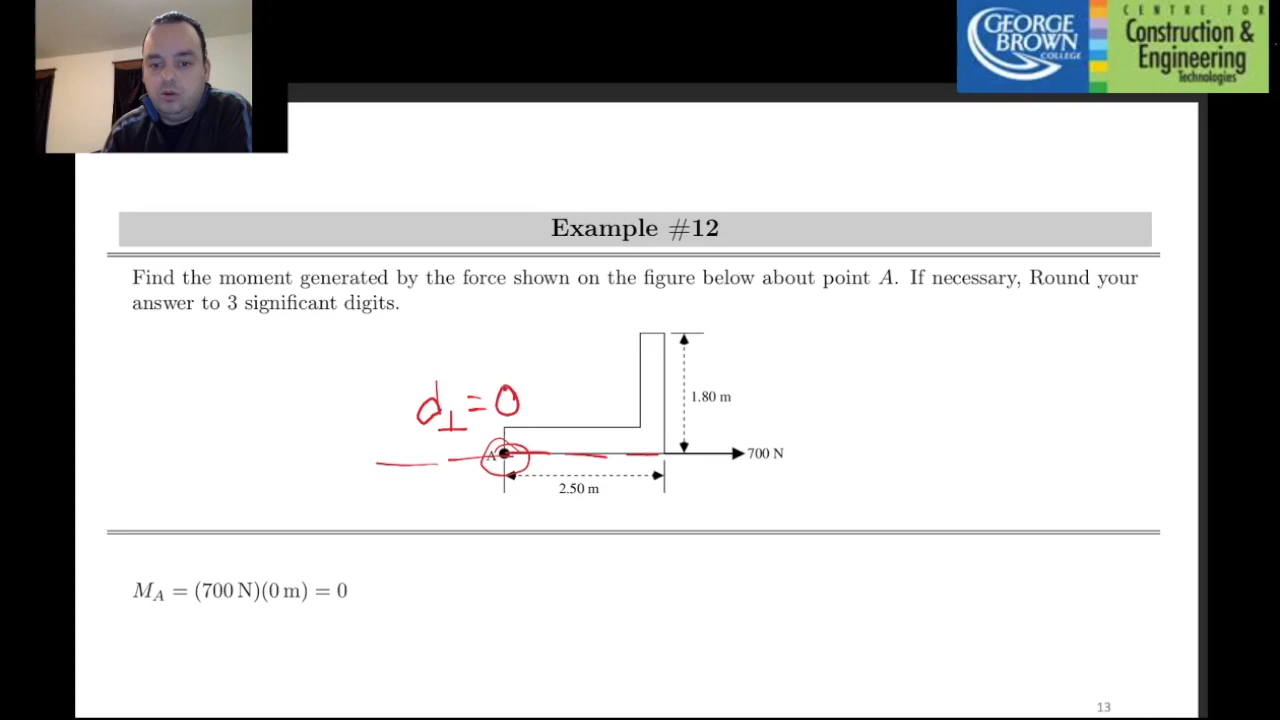 GEORGE
BROWN
COLLEGE
CENTRE FOR
Construction &
Engineering
Technologies
Example #12
Find the moment generated by the force shown on the figure below about point A. If necessary, Round your
answer to 3 significant digits.
1.80 m
d⊥ = 0
A
700 N
2.50 m
M_A = (700 N)(0 m) = 0
13